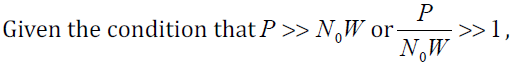 Given the condition that P >> N₀W or P/N₀W >> 1,